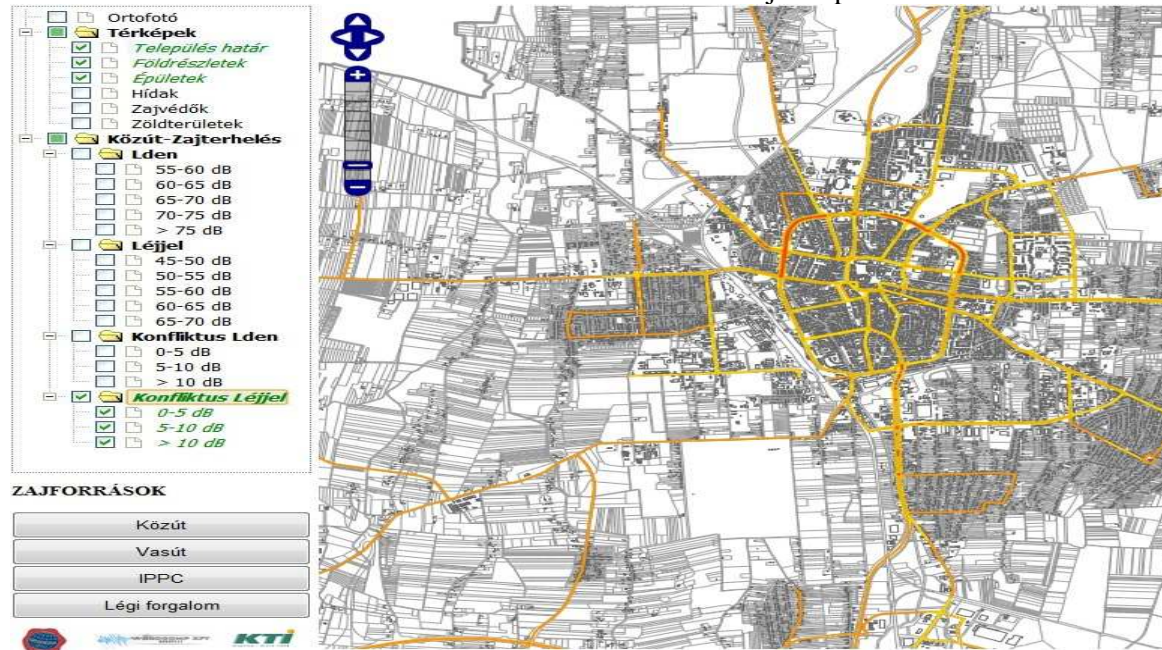 Ortofotó
Térképek
Település határ
Földrészletek
Épületek
Hídak
Zajvédők
Zöldterületek
Közút-Zajterhelés
Lden
55-60 dB
60-65 dB
65-70 dB
70-75 dB
> 75 dB
Léjjel
45-50 dB
50-55 dB
55-60 dB
60-65 dB
65-70 dB
Konfliktus Lden
0-5 dB
5-10 dB
> 10 dB
Konfliktus Léjjel
0-5 dB
5-10 dB
> 10 dB
ZAJFORRÁSOK
Közút
Vasút
IPPC
Légi forgalom
KTI